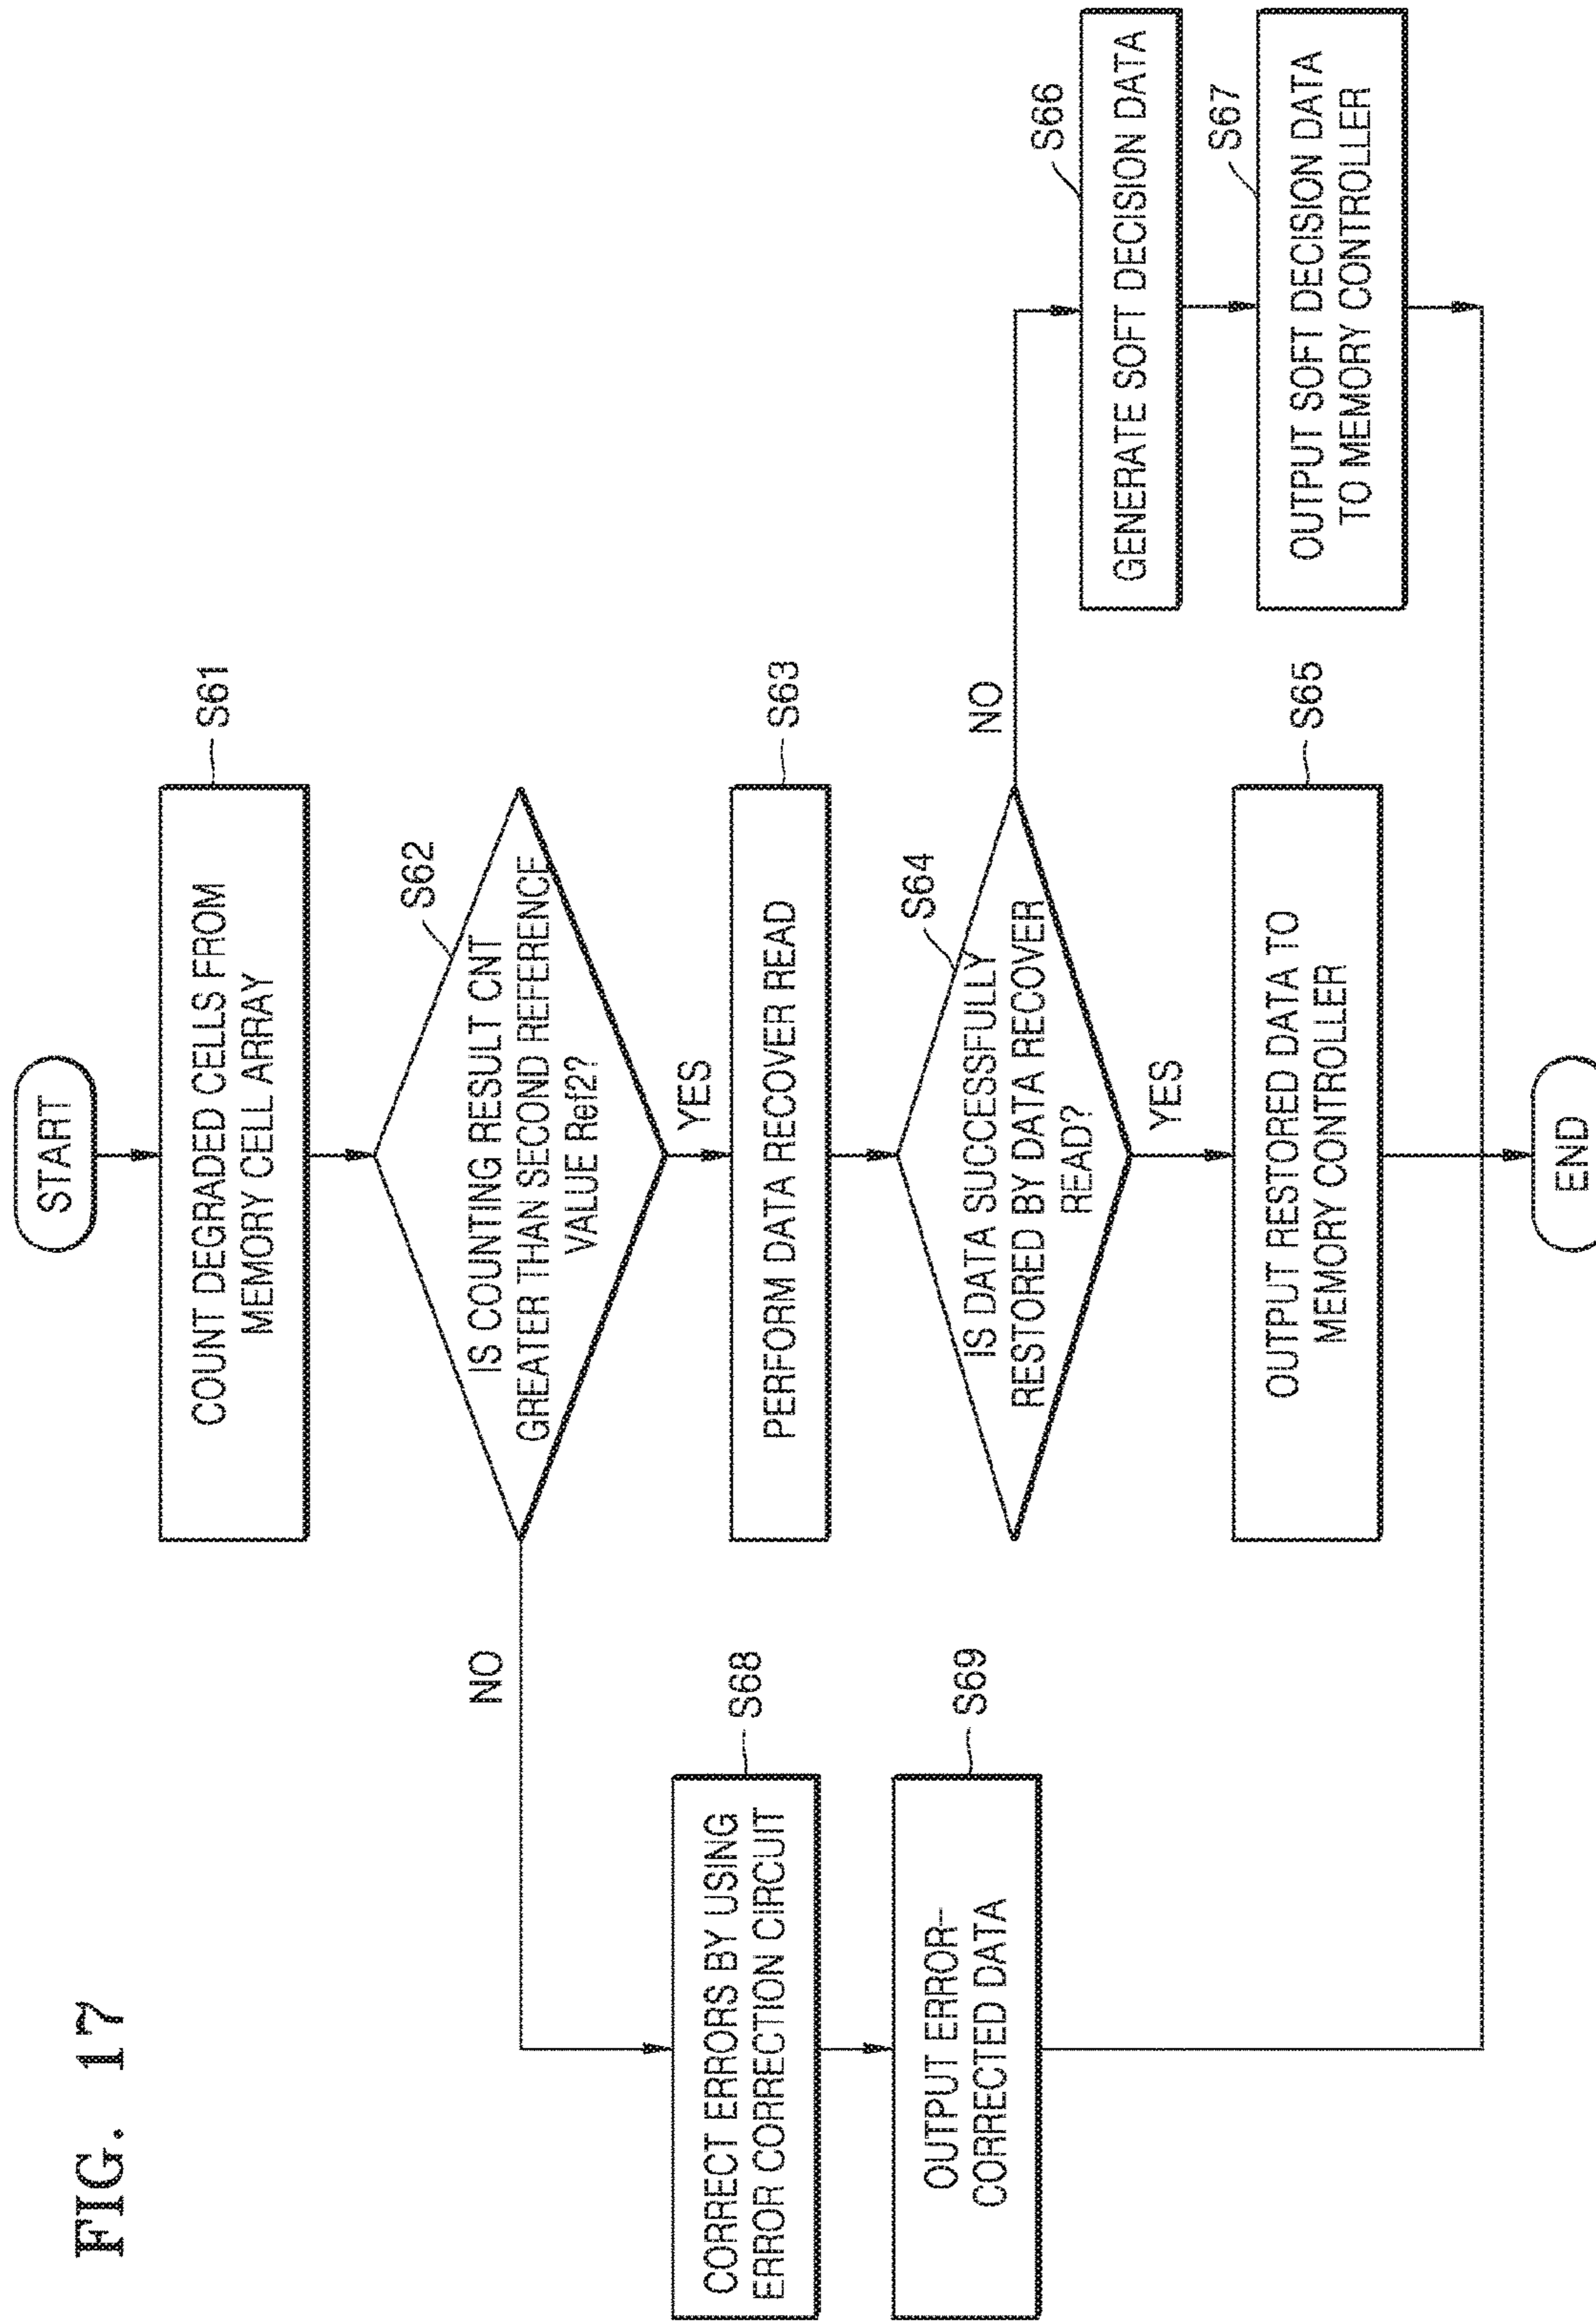 FIG. 17
START
COUNT DEGRADED CELLS FROM
MEMORY CELL ARRAY
S61
IS COUNTING RESULT CNT
GREATER THAN SECOND REFERENCE
VALUE Ref2?
S62
NO
YES
PERFORM DATA RECOVER READ
S63
CORRECT ERRORS BY USING
ERROR CORRECTION CIRCUIT
S68
IS DATA SUCCESSFULLY
RESTORED BY DATA RECOVER
READ?
S64
NO
YES
OUTPUT ERROR-
CORRECTED DATA
S69
GENERATE SOFT DECISION DATA
S66
OUTPUT RESTORED DATA TO
MEMORY CONTROLLER
S65
OUTPUT SOFT DECISION DATA
TO MEMORY CONTROLLER
S67
END